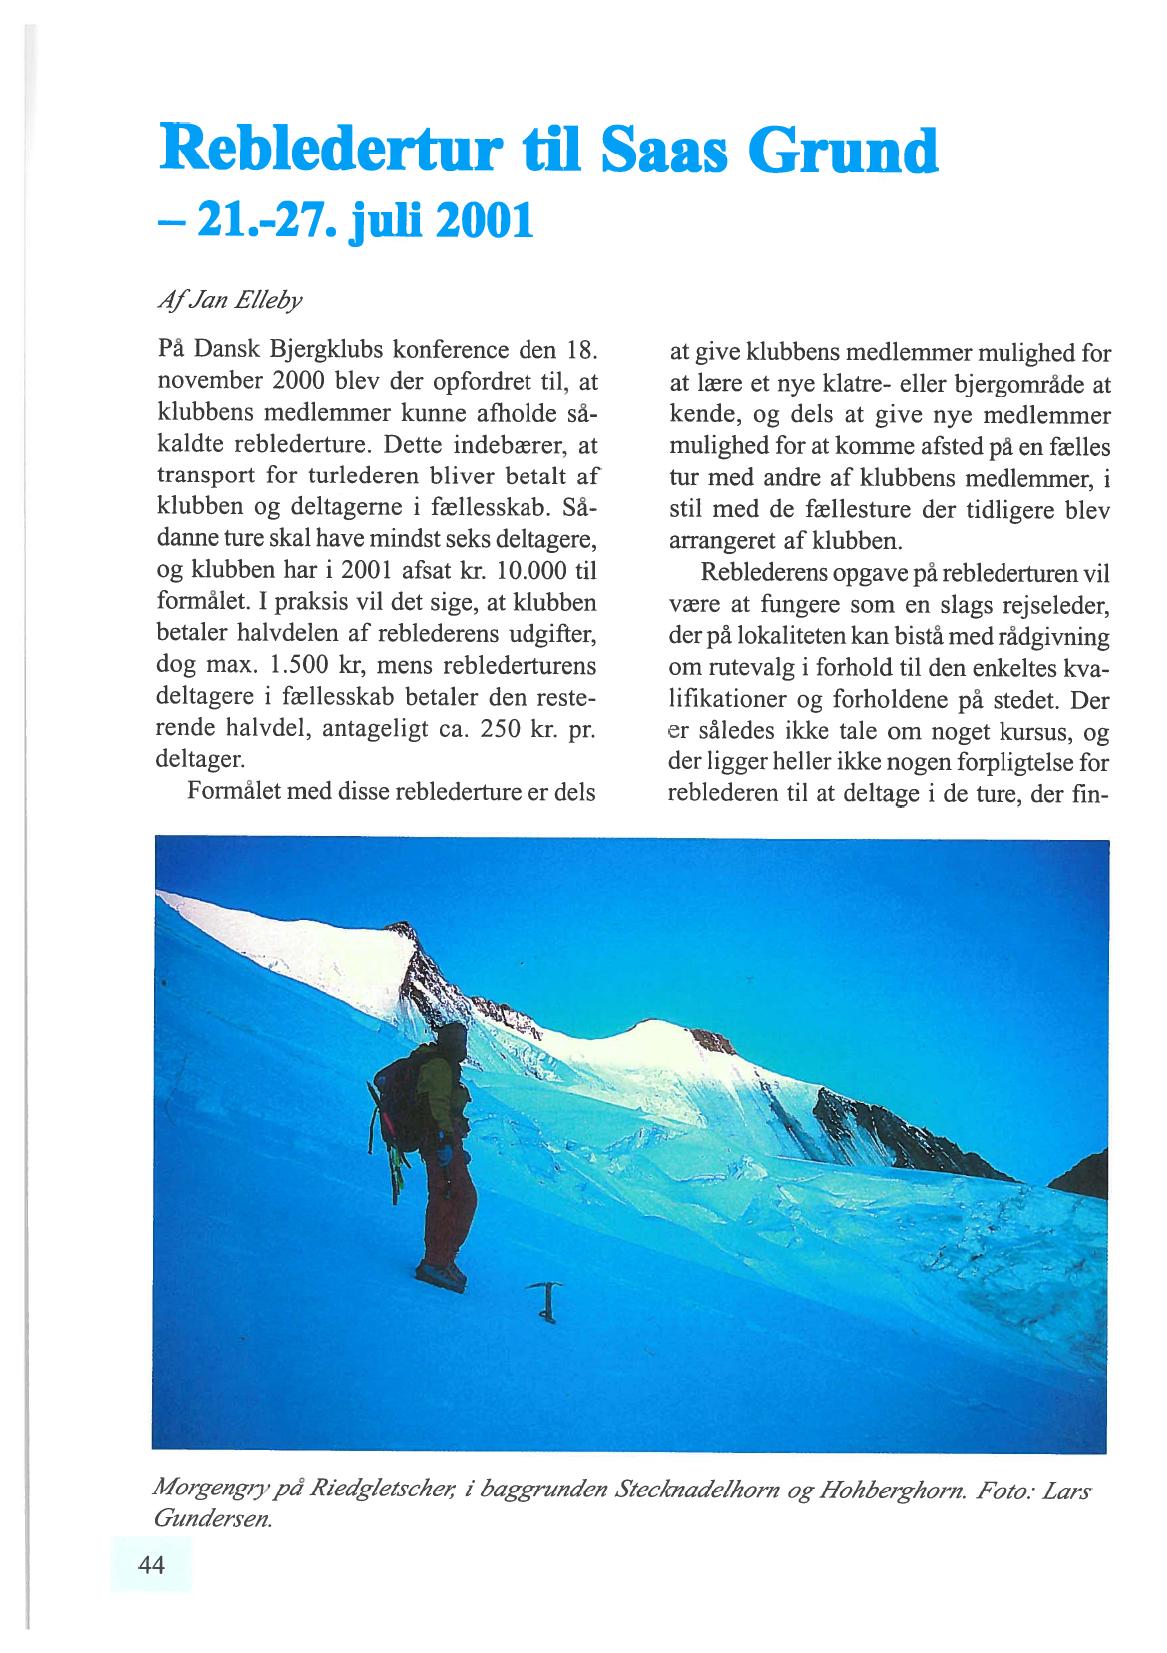 Rebledertur til Saas Grund
– 21.-27. juli 2001
Af Jan Elleby
På Dansk Bjergklubs konference den 18.
november 2000 blev der opfordret til, at
klubbens medlemmer kunne afholde så-
kaldte reblederture. Dette indebærer, at
transport for turlederen bliver betalt af
klubben og deltagerne i fællesskab. Så-
danne ture skal have mindst seks deltagere,
og klubben har i 2001 afsat kr. 10.000 til
formålet. I praksis vil det sige, at klubben
betaler halvdelen af reblederens udgifter,
dog max. 1.500 kr, mens reblederturens
deltagere i fællesskab betaler den reste-
rende halvdel, antageligt ca. 250 kr. pr.
deltager.
Formålet med disse reblederture er dels
at give klubbens medlemmer mulighed for
at lære et nye klatre- eller bjergområde at
kende, og dels at give nye medlemmer
mulighed for at komme afsted på en fælles
tur med andre af klubbens medlemmer, i
stil med de fællesture der tidligere blev
arrangeret af klubben.
Reblederens opgave på reblederturen vil
være at fungere som en slags rejseleder,
der på lokaliteten kan bistå med rådgivning
om rutevalg i forhold til den enkeltes kva-
lifikationer og forholdene på stedet. Der
er således ikke tale om noget kursus, og
der ligger heller ikke nogen forpligtelse for
reblederen til at deltage i de ture, der fin-
Morgengry på Riedgletscher, i baggrunden Stecknadelhorn og Hohberghorn. Foto: Lars
Gundersen.
44